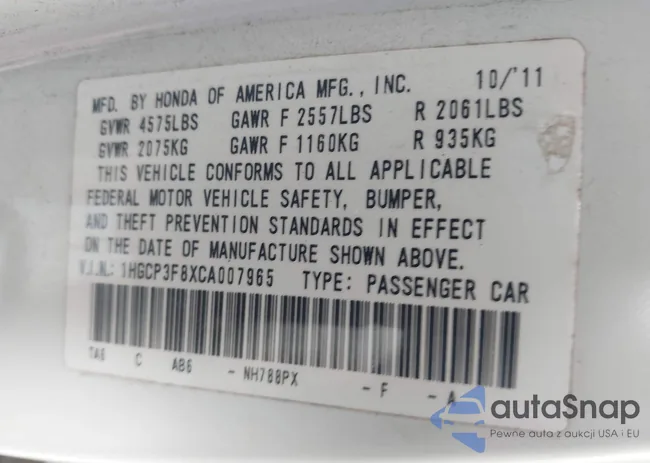 MFD. BY HONDA OF AMERICA MFG., INC. 10/'11
GVWR 4575LBS GAWR F 2557LBS R 2061LBS
GVWR 2075KG GAWR F 1160KG R 935KG
THIS VEHICLE CONFORMS TO ALL APPLICABLE
FEDERAL MOTOR VEHICLE SAFETY, BUMPER,
AND THEFT PREVENTION STANDARDS IN EFFECT
ON THE DATE OF MANUFACTURE SHOWN ABOVE.
V.I.N.: 1HGCP3F8XCA007965 TYPE: PASSENGER CAR
TA6 C AB6 - NH788PX - F - A
autaSnap
Pewne auta z aukcji USA i EU